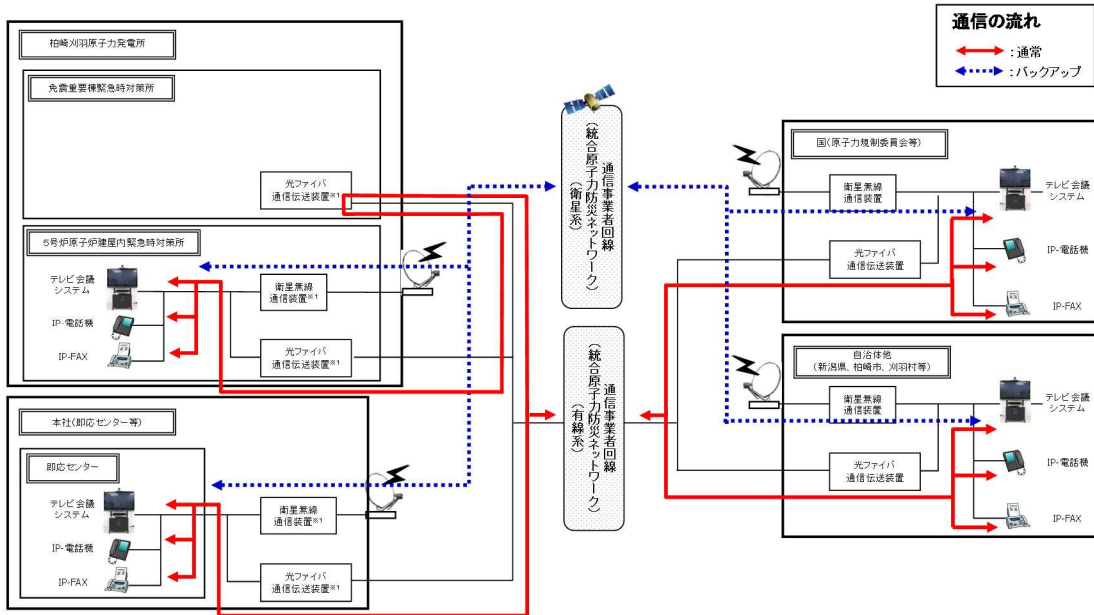 通信の流れ
：通常
：バックアップ
柏崎刈羽原子力発電所
免震重要棟緊急時対策所
光ファイバ
通信伝送装置※1
5号炉原子炉建屋内緊急時対策所
テレビ会議
システム
IP-電話機
IP-FAX
衛星無線
通信装置※1
光ファイバ
通信伝送装置※1
本社(即応センター等)
即応センター
テレビ会議
システム
IP-電話機
IP-FAX
衛星無線
通信装置※1
光ファイバ
通信伝送装置※1
通信事業者回線
(統合原子力防災ネットワーク)
(衛星系)
通信事業者回線
(統合原子力防災ネットワーク)
(有線系)
国(原子力規制委員会等)
衛星無線
通信装置
光ファイバ
通信伝送装置
テレビ会議
システム
IP-電話機
IP-FAX
自治体他
(新潟県、柏崎市、刈羽村等)
衛星無線
通信装置
光ファイバ
通信伝送装置
テレビ会議
システム
IP-電話機
IP-FAX